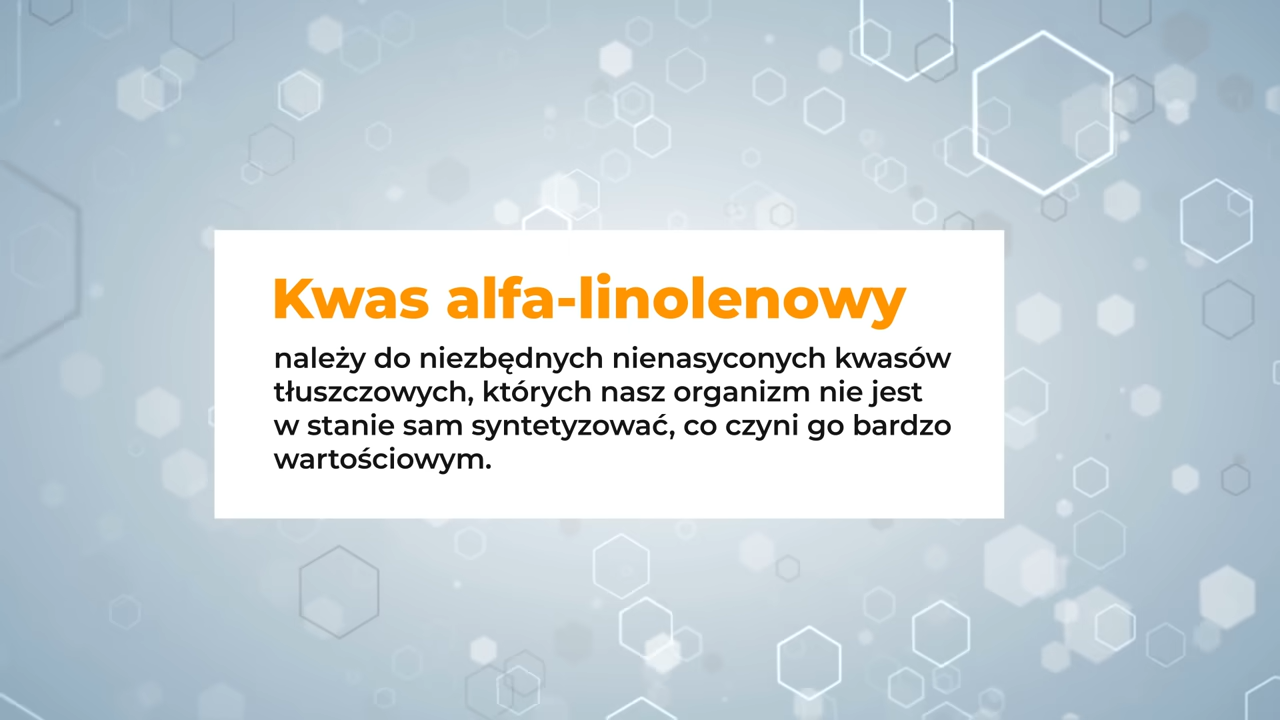 Kwas alfa-linolenowy
należy do niezbędnych nienasyconych kwasów
tłuszczowych, których nasz organizm nie jest
w stanie sam syntetyzować, co czyni go bardzo
wartościowym.